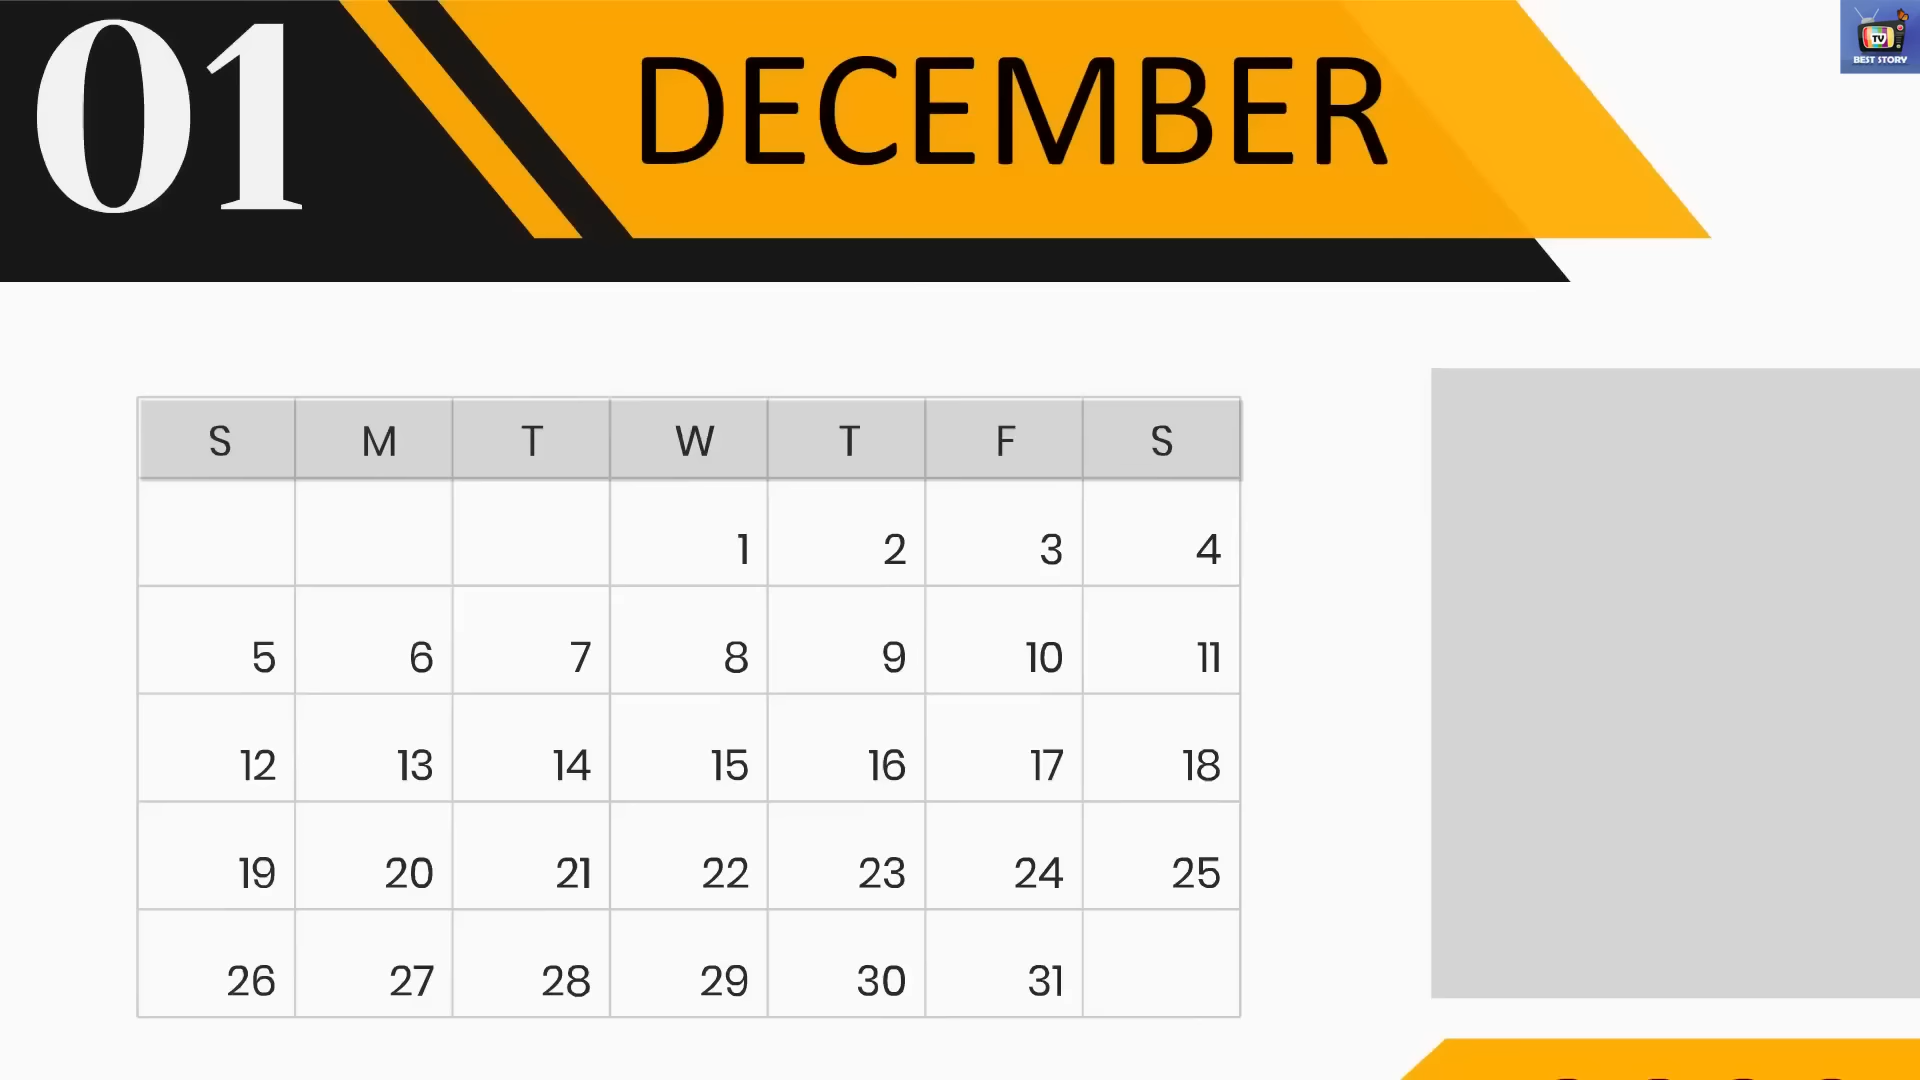 01
DECEMBER
TV
BEST STORY
S M T W T F S
1 2 3 4
5 6 7 8 9 10 11
12 13 14 15 16 17 18
19 20 21 22 23 24 25
26 27 28 29 30 31